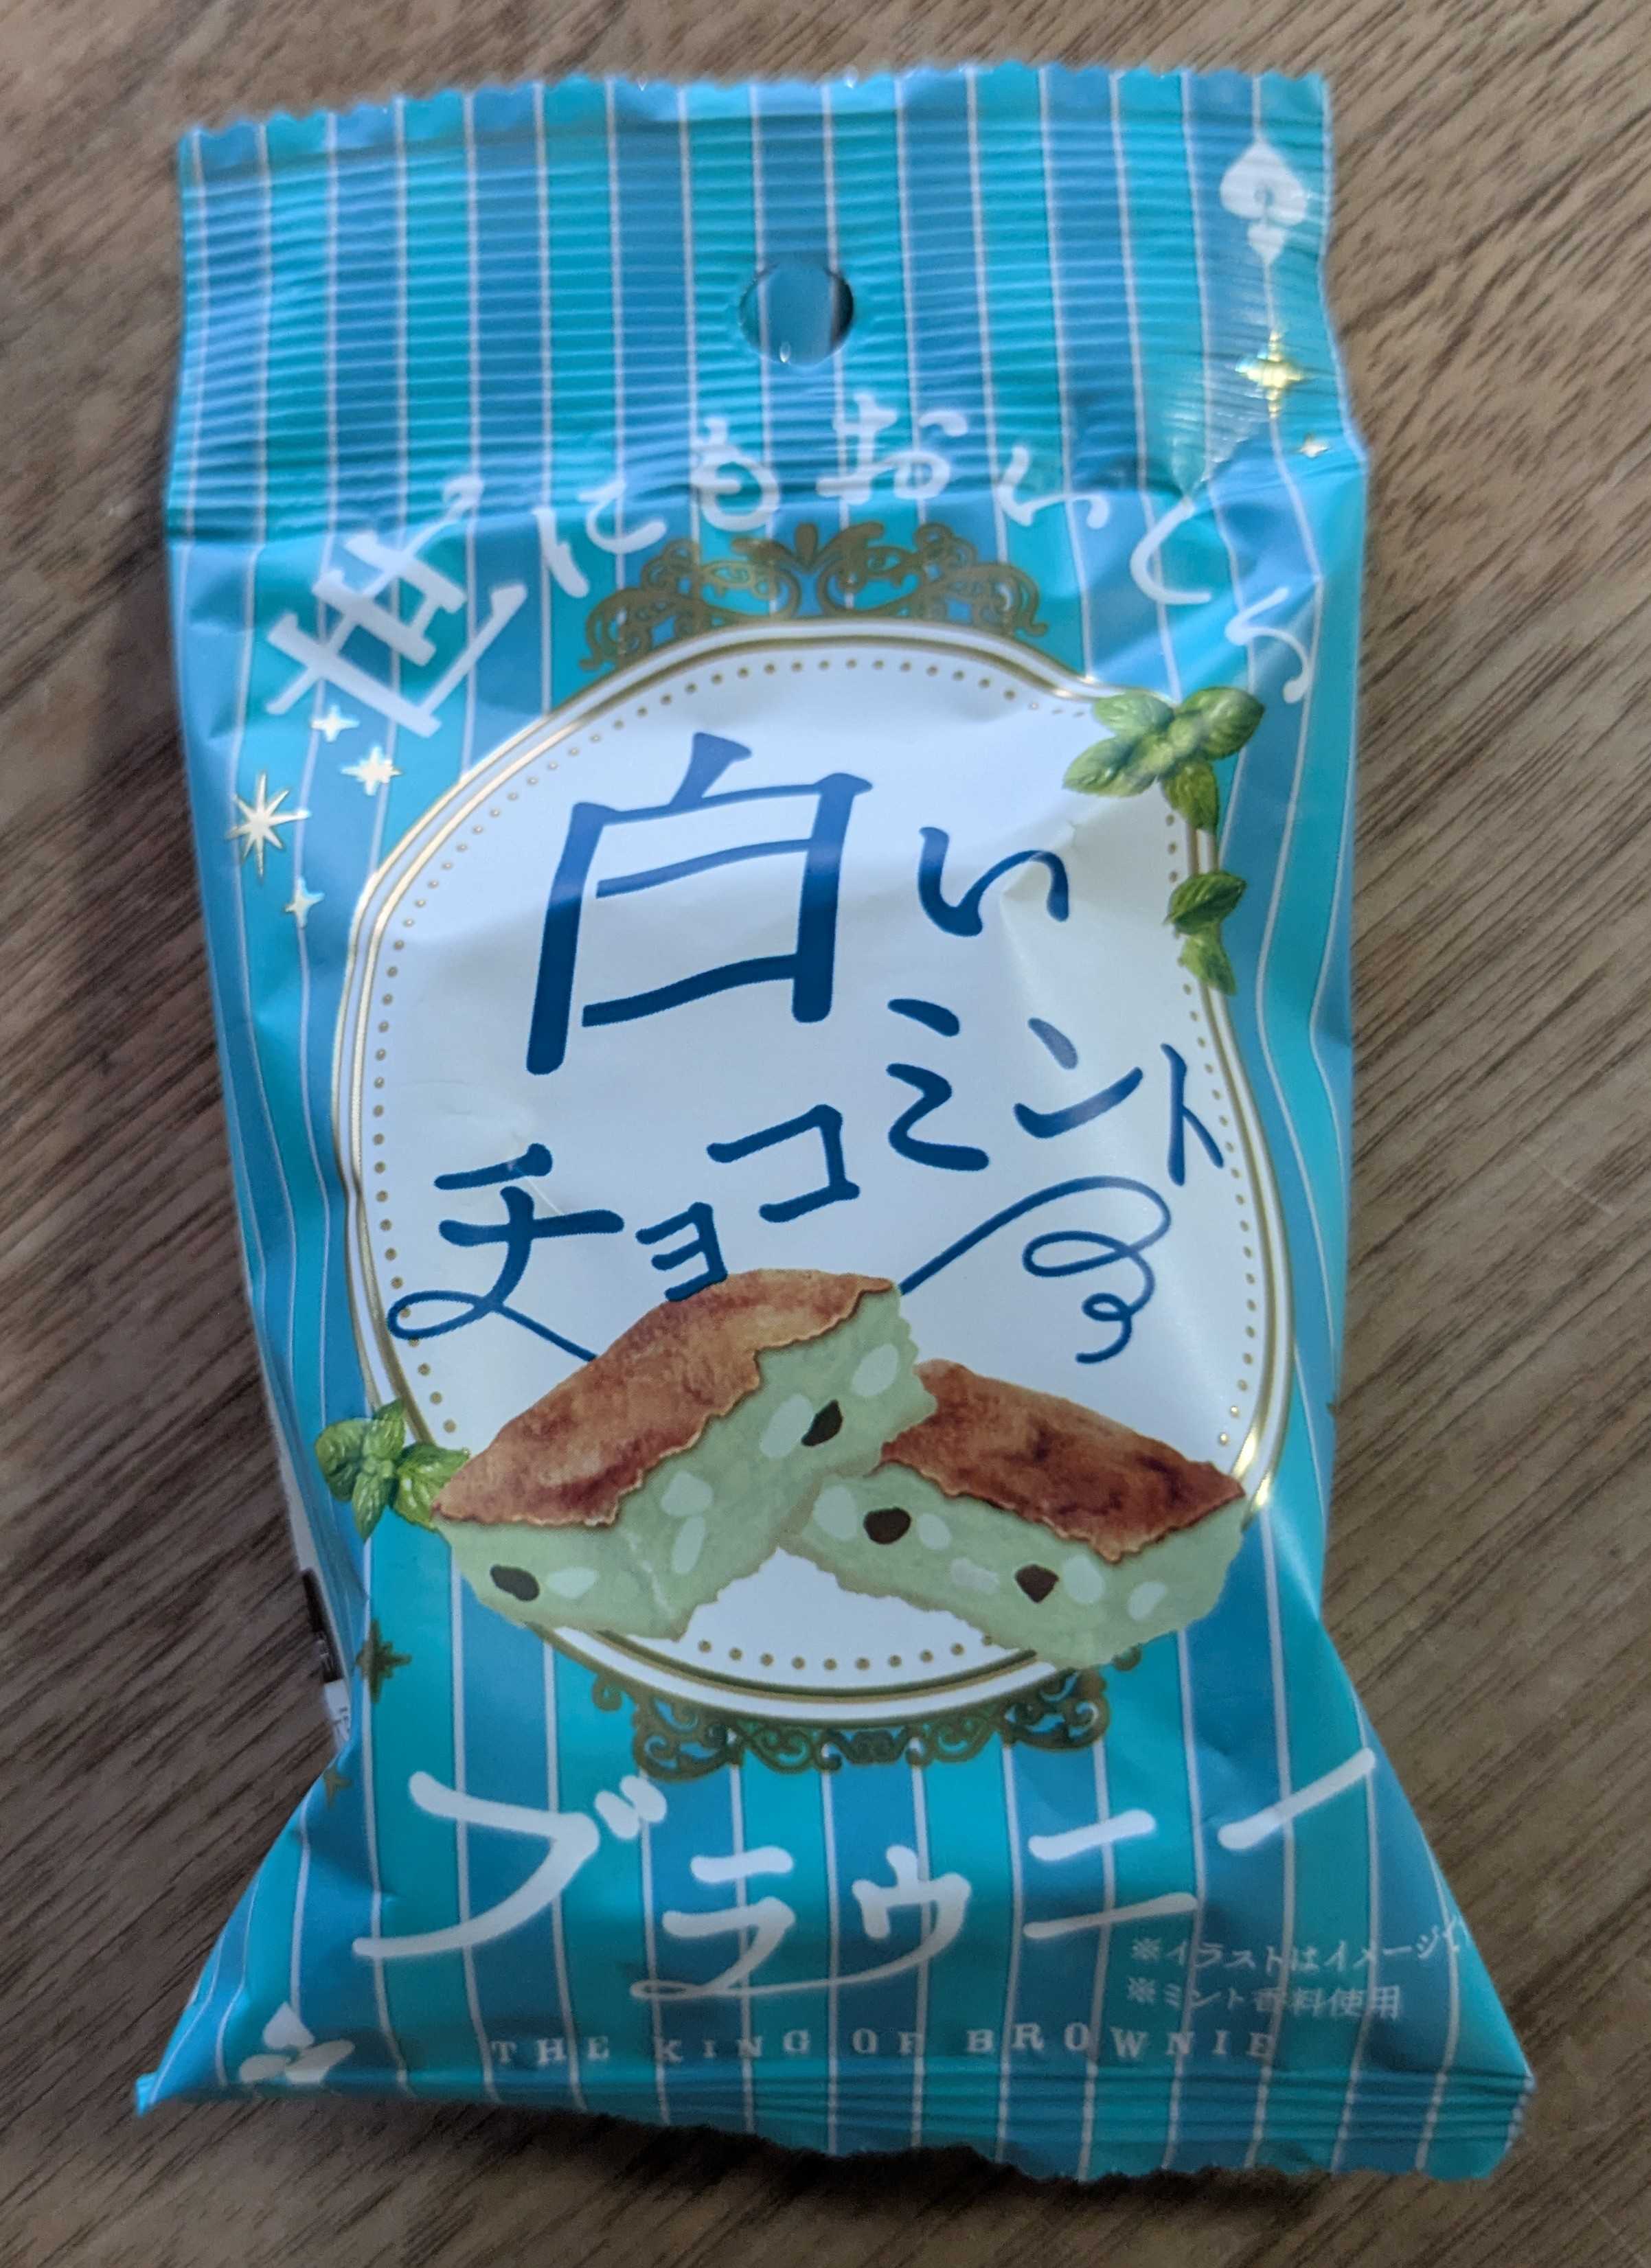 世にもおいしい
白い
ミント
チョコ
ブラウニー
※イラストはイメージで
※ミント香料使用
THE KING OF BROWNIE